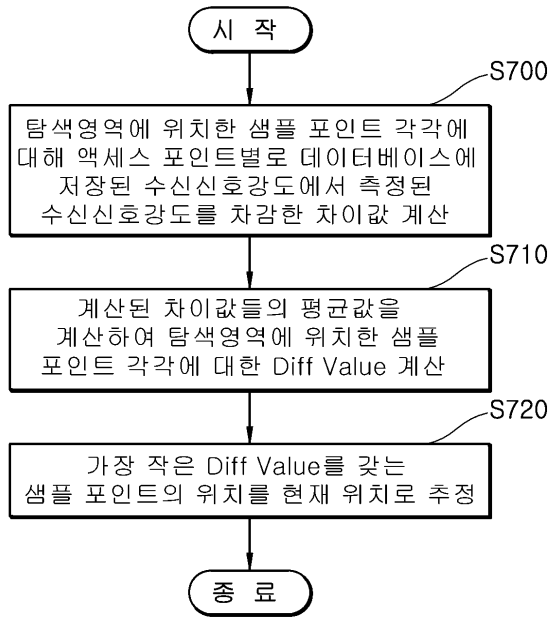 시 작
S700
탐색영역에 위치한 샘플 포인트 각각에
대해 액세스 포인트별로 데이터베이스에
저장된 수신신호강도에서 측정된
수신신호강도를 차감한 차이값 계산
S710
계산된 차이값들의 평균값을
계산하여 탐색영역에 위치한 샘플
포인트 각각에 대한 Diff Value 계산
S720
가장 작은 Diff Value를 갖는
샘플 포인트의 위치를 현재 위치로 추정
종 료